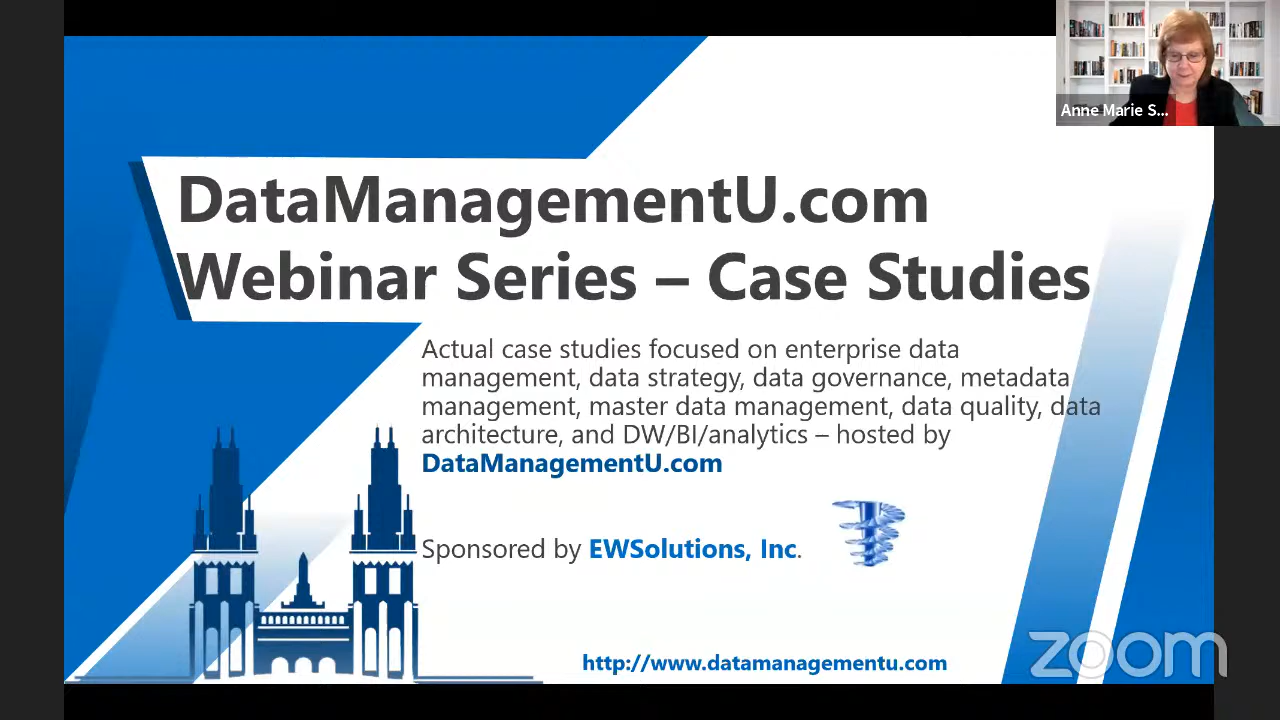 Anne Marie S...
DataManagementU.com
Webinar Series – Case Studies
Actual case studies focused on enterprise data
management, data strategy, data governance, metadata
management, master data management, data quality, data
architecture, and DW/BI/analytics – hosted by
DataManagementU.com
Sponsored by EWSolutions, Inc.
http://www.datamanagementu.com
zoom